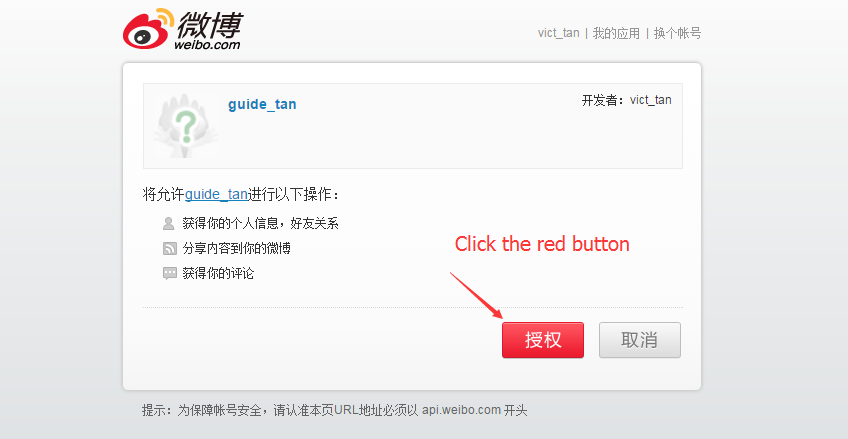 微博
weibo.com
vict_tan | 我的应用 | 换个帐号
guide_tan
开发者：vict_tan
?
将允许guide_tan进行以下操作：
获得你的个人信息，好友关系
分享内容到你的微博
获得你的评论
Click the red button
授权
取消
提示：为保障帐号安全，请认准本页URL地址必须以 api.weibo.com 开头